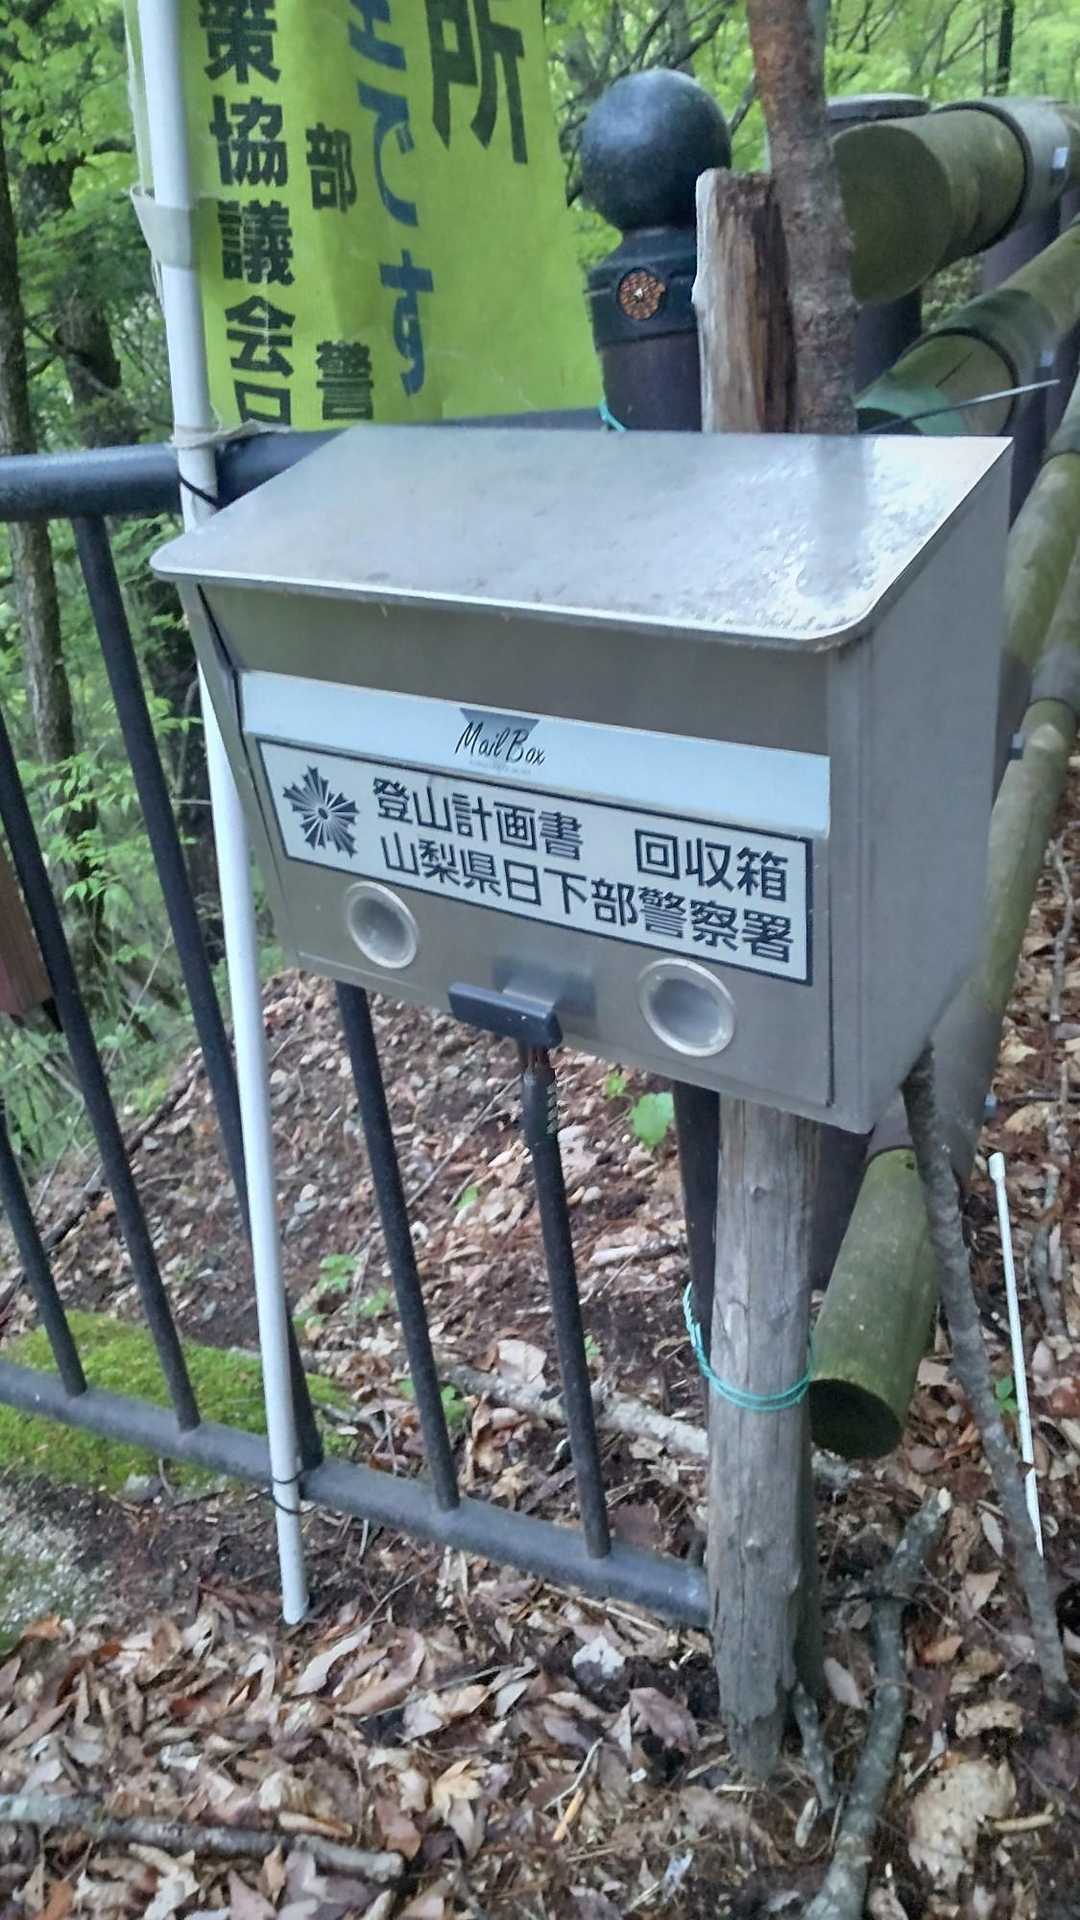 所
です
部 警
策協議会
Mail Box
登山計画書　回収箱
山梨県日下部警察署